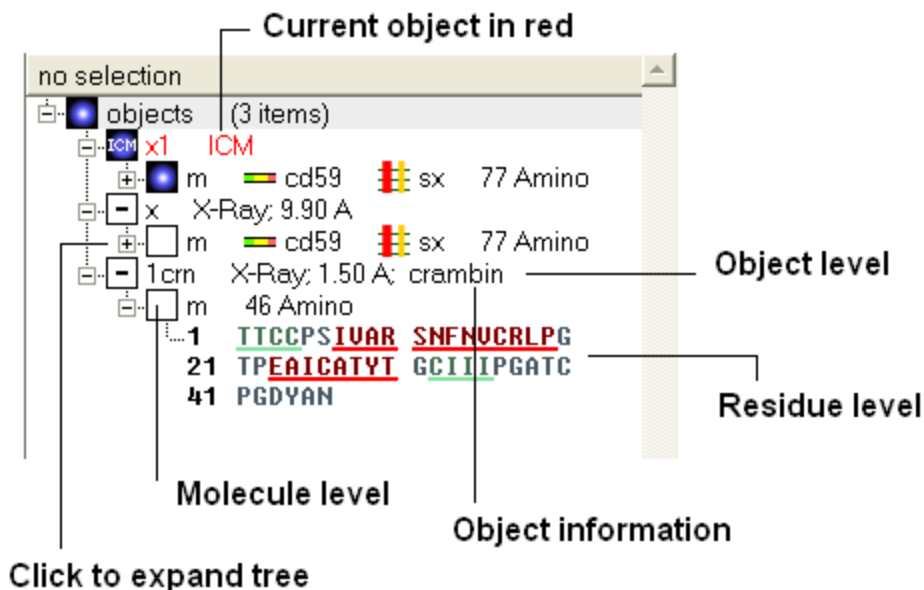 Current object in red
no selection
objects (3 items)
ICM x1 ICM
m cd59 sx 77 Amino
x X-Ray; 9.90 A
m cd59 sx 77 Amino
1crn X-Ray; 1.50 A; crambin
Object level
m 46 Amino
1 TTCCPSIVAR SNFNVCRLPG
21 TPEAICATYT GCIIIPGATC
Residue level
41 PGDYAN
Molecule level
Object information
Click to expand tree